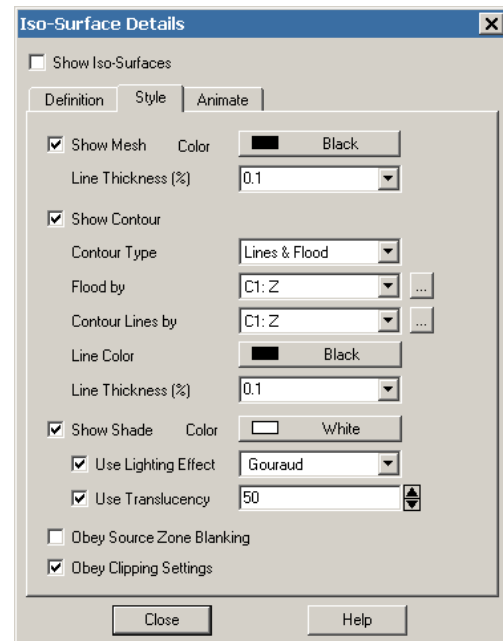 Iso-Surface Details
Show Iso-Surfaces
Definition Style Animate
Show Mesh Color Black
Line Thickness (%) 0.1
Show Contour
Contour Type Lines & Flood
Flood by C1: Z ...
Contour Lines by C1: Z ...
Line Color Black
Line Thickness (%) 0.1
Show Shade Color White
Use Lighting Effect Gouraud
Use Translucency 50
Obey Source Zone Blanking
Obey Clipping Settings
Close Help